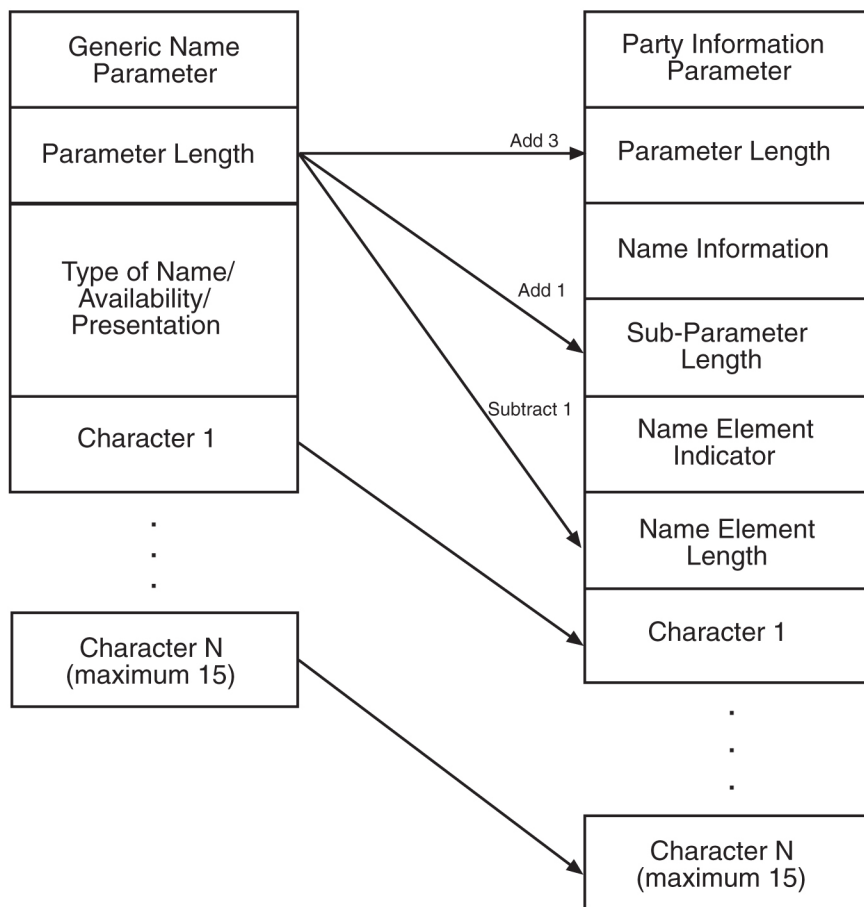 Generic Name
Parameter
Parameter Length
Type of Name/
Availability/
Presentation
Character 1
.
.
.
Character N
(maximum 15)
Add 3
Add 1
Subtract 1
Party Information
Parameter
Parameter Length
Name Information
Sub-Parameter
Length
Name Element
Indicator
Name Element
Length
Character 1
.
.
.
Character N
(maximum 15)